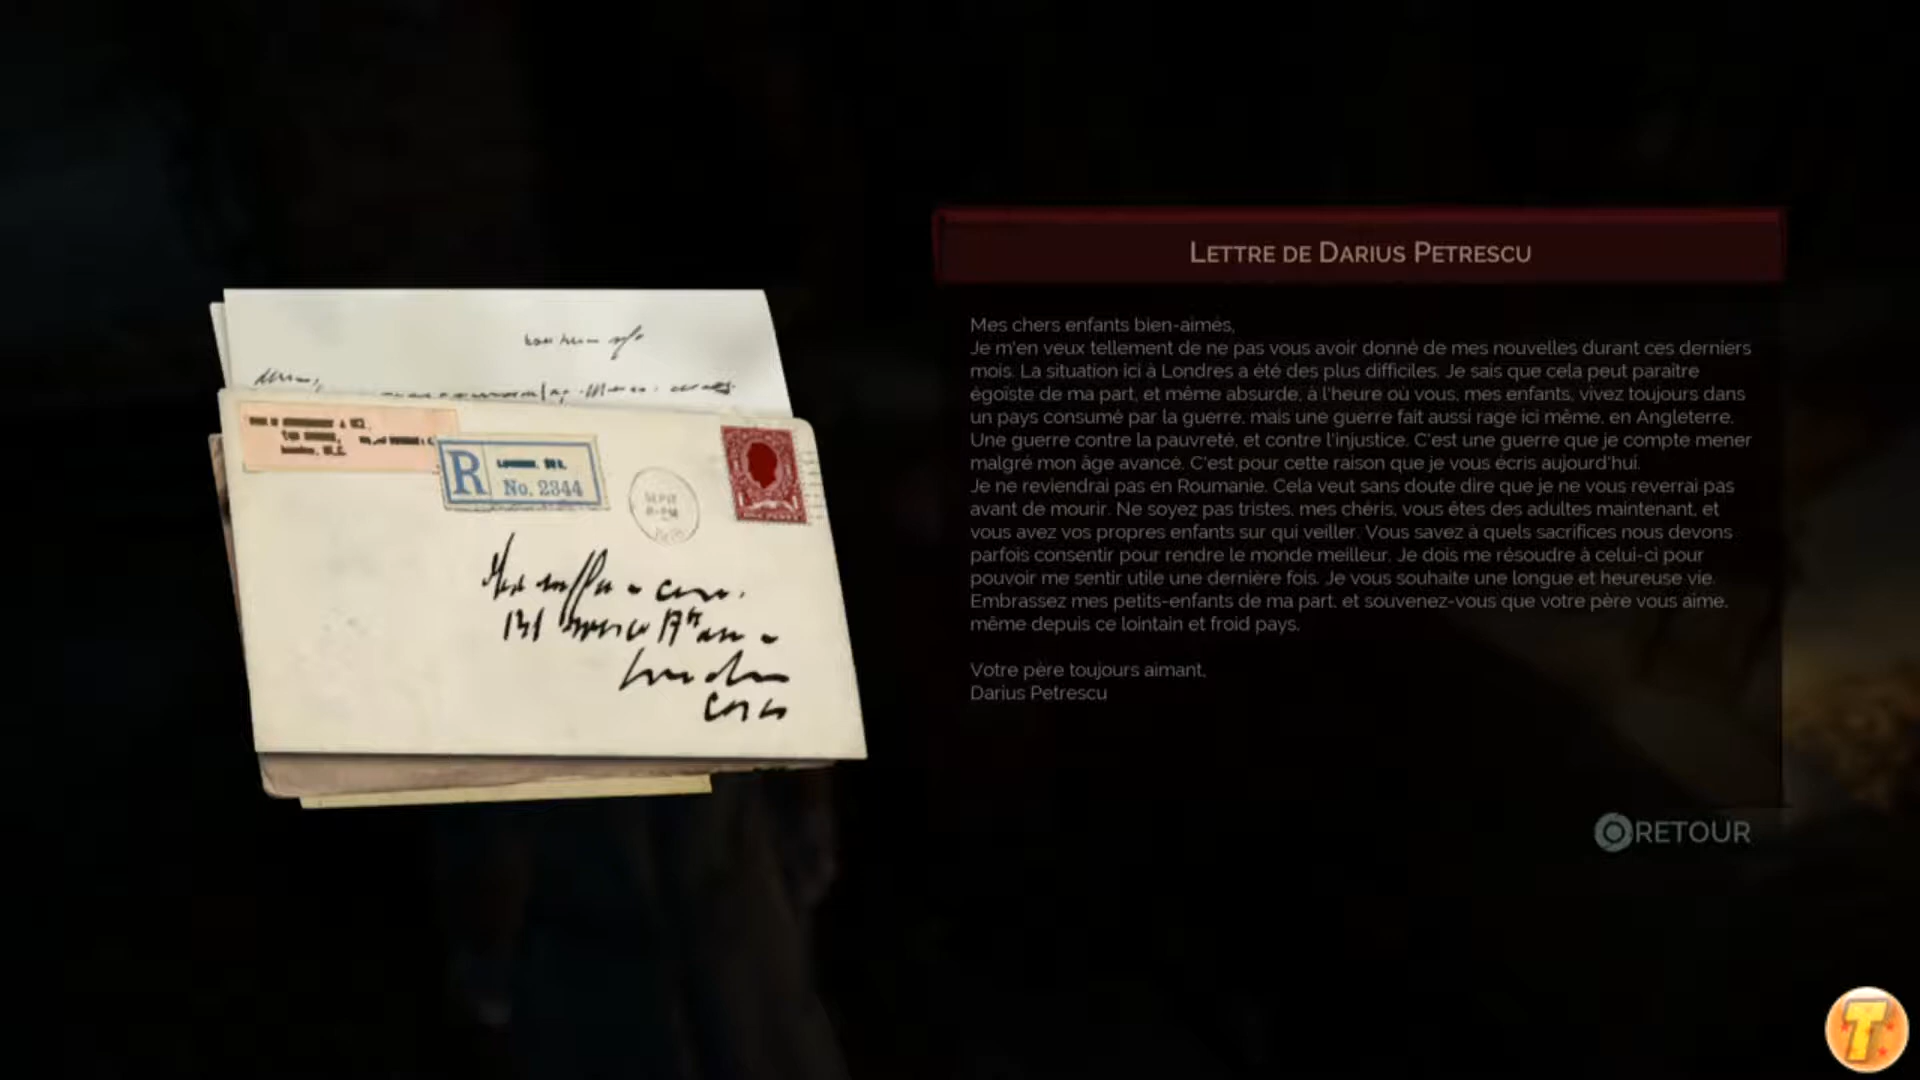 LETTRE DE DARIUS PETRESCU
Mes chers enfants bien-aimés,
Je m'en veux tellement de ne pas vous avoir donné de mes nouvelles durant ces derniers
mois. La situation ici à Londres a été des plus difficiles. Je sais que cela peut paraître
égoïste de ma part, et même absurde, à l'heure où vous, mes enfants, vivez toujours dans
un pays consumé par la guerre, mais une guerre fait aussi rage ici même, en Angleterre.
Une guerre contre la pauvreté, et contre l'injustice. C'est une guerre que je compte mener
malgré mon âge avancé. C'est pour cette raison que je vous écris aujourd'hui.
Je ne reviendrai pas en Roumanie. Cela veut sans doute dire que je ne vous reverrai pas
avant de mourir. Ne soyez pas tristes, mes chéris, vous êtes des adultes maintenant, et
vous avez vos propres enfants sur qui veiller. Vous savez à quels sacrifices nous devons
parfois consentir pour rendre le monde meilleur. Je dois me résoudre à celui-ci pour
pouvoir me sentir utile une dernière fois. Je vous souhaite une longue et heureuse vie.
Embrassez mes petits-enfants de ma part, et souvenez-vous que votre père vous aime,
même depuis ce lointain et froid pays.
Votre père toujours aimant,
Darius Petrescu
R
No. 2344
RETOUR
T